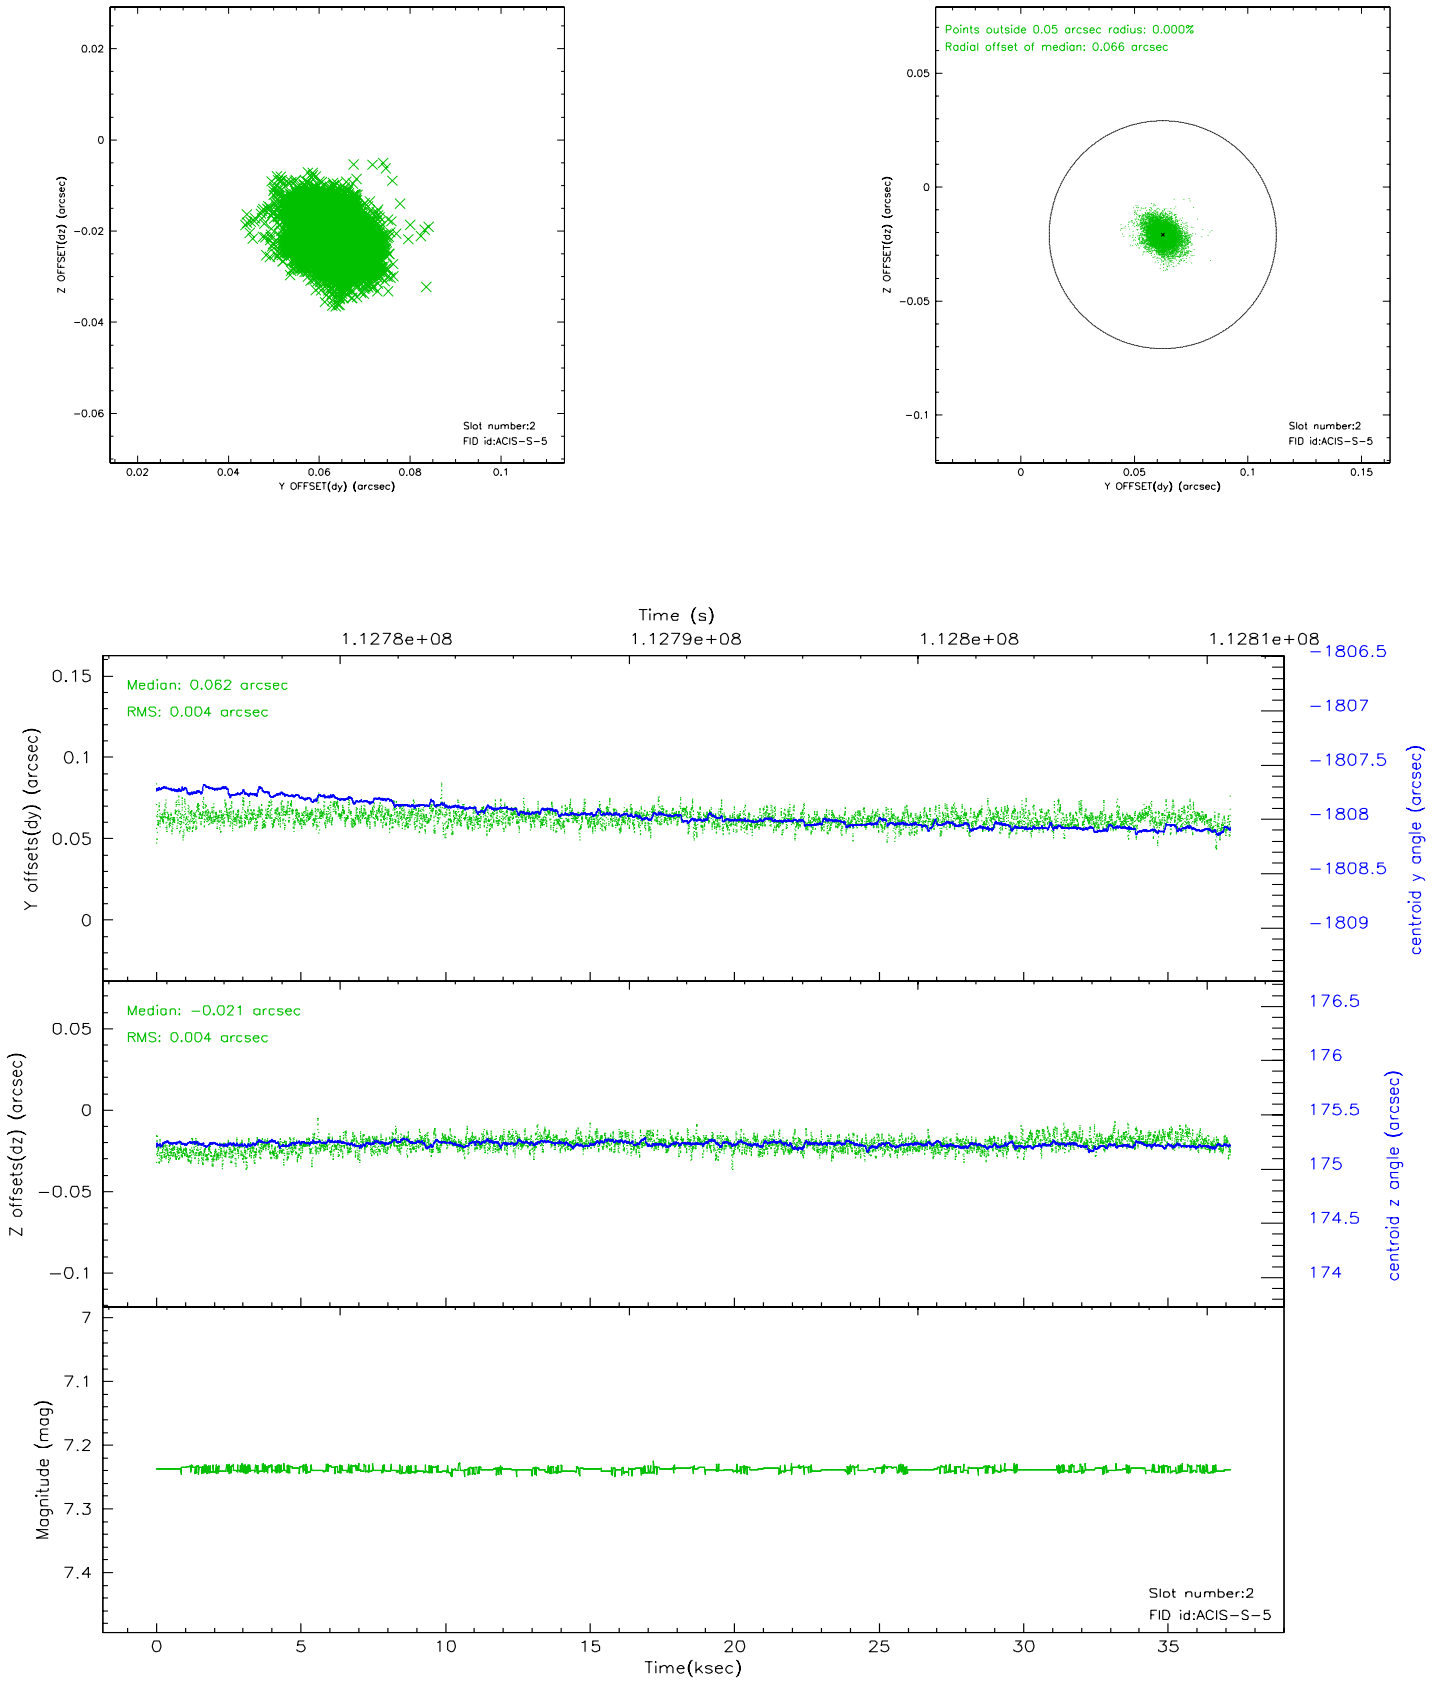 0.02
0
−0.02
−0.04
−0.06
Z OFFSET(dz) (arcsec)
Slot number:2
FID id:ACIS−S−5
0.02 0.04 0.06 0.08 0.1
Y OFFSET(dy) (arcsec)
Points outside 0.05 arcsec radius: 0.000%
Radial offset of median: 0.066 arcsec
0.05
0
−0.05
−0.1
Z OFFSET(dz) (arcsec)
Slot number:2
FID id:ACIS−S−5
0 0.05 0.1 0.15
Y OFFSET(dy) (arcsec)
Time (s)
1.1278e+08 1.1279e+08 1.128e+08 1.1281e+08
Median: 0.062 arcsec
RMS: 0.004 arcsec
0.15
0.1
0.05
0
Y offsets(dy) (arcsec)
−1806.5
−1807
−1807.5
−1808
−1808.5
−1809
centroid y angle (arcsec)
Median: −0.021 arcsec
RMS: 0.004 arcsec
0.05
0
−0.05
−0.1
Z offsets(dz) (arcsec)
176.5
176
175.5
175
174.5
174
centroid z angle (arcsec)
7
7.1
7.2
7.3
7.4
Magnitude (mag)
Slot number:2
FID id:ACIS−S−5
0 5 10 15 20 25 30 35
Time(ksec)